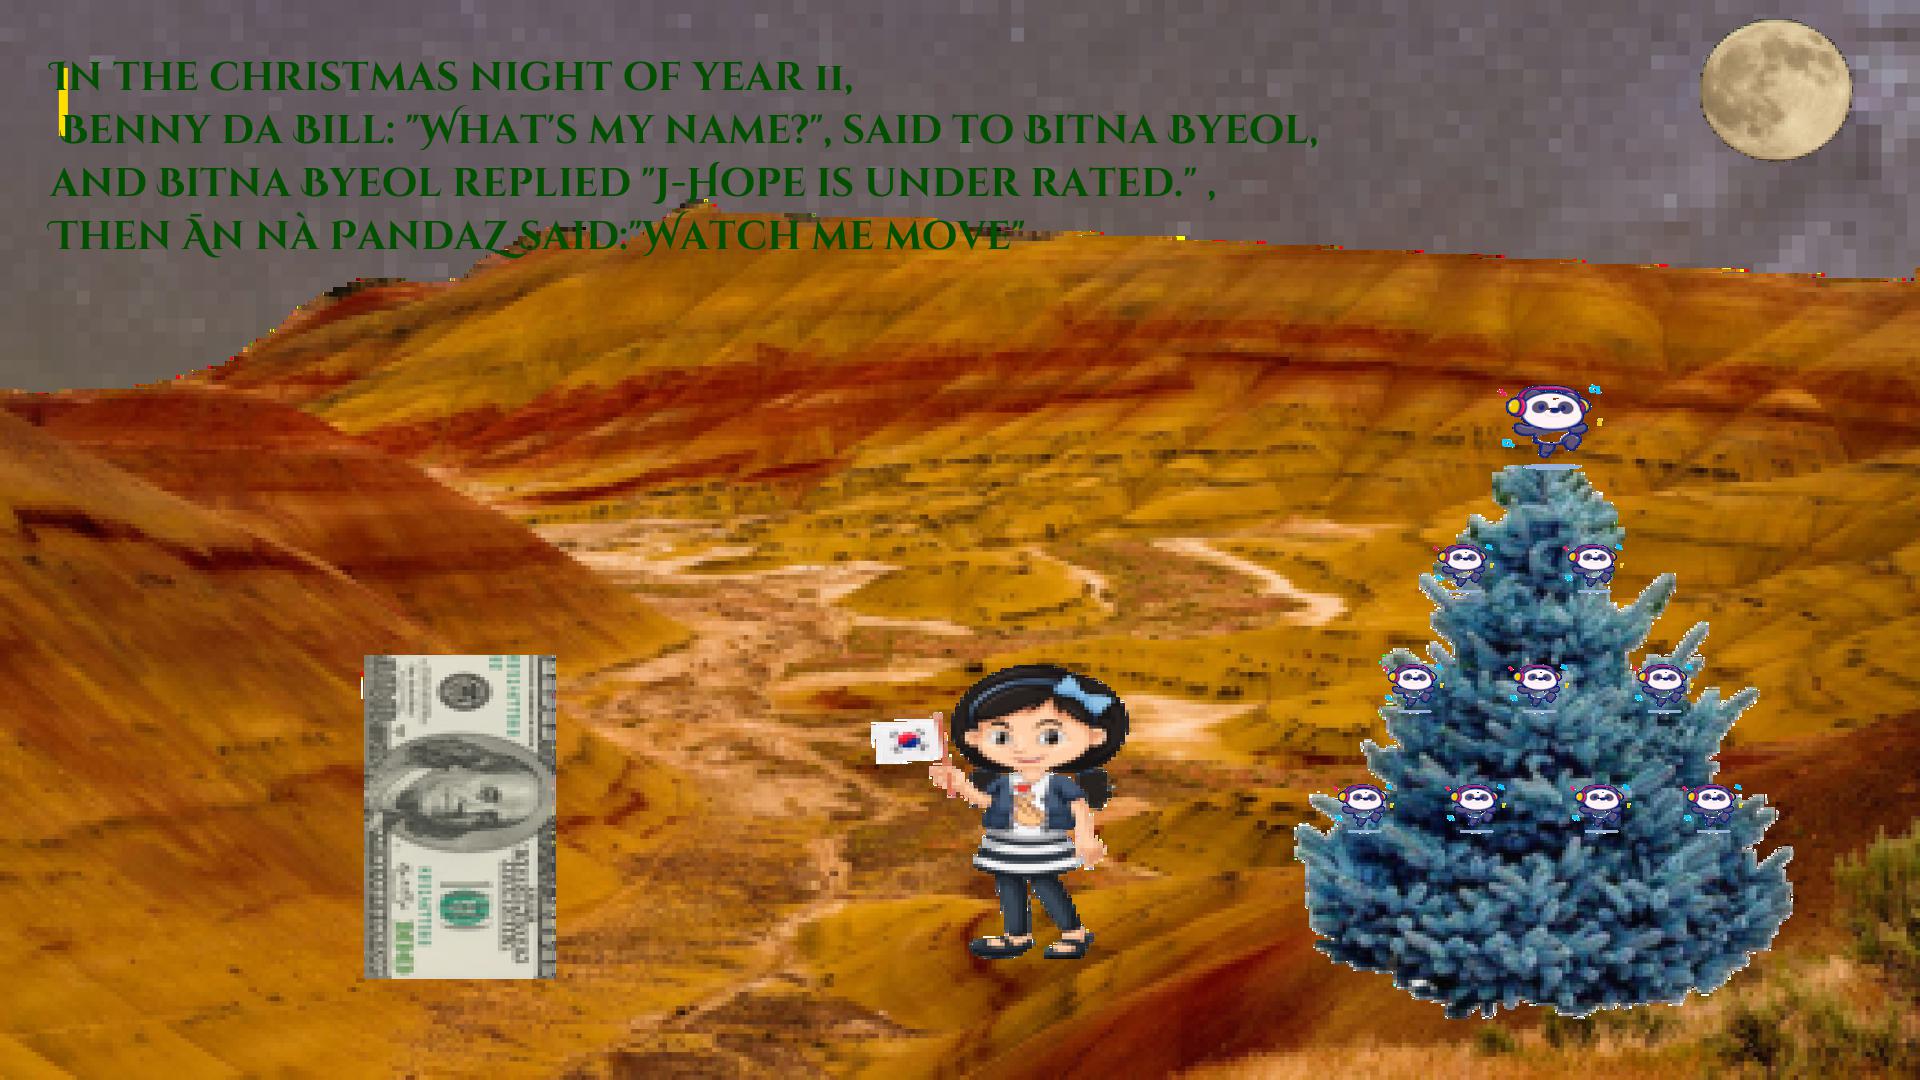 In the Christmas night of year 11,
Benny da Bill: "What's my name?", said to Bitna Byeol,
and Bitna Byeol replied "J-Hope is under rated." ,
Then Ān nà PandaZ said:"Watch me move"